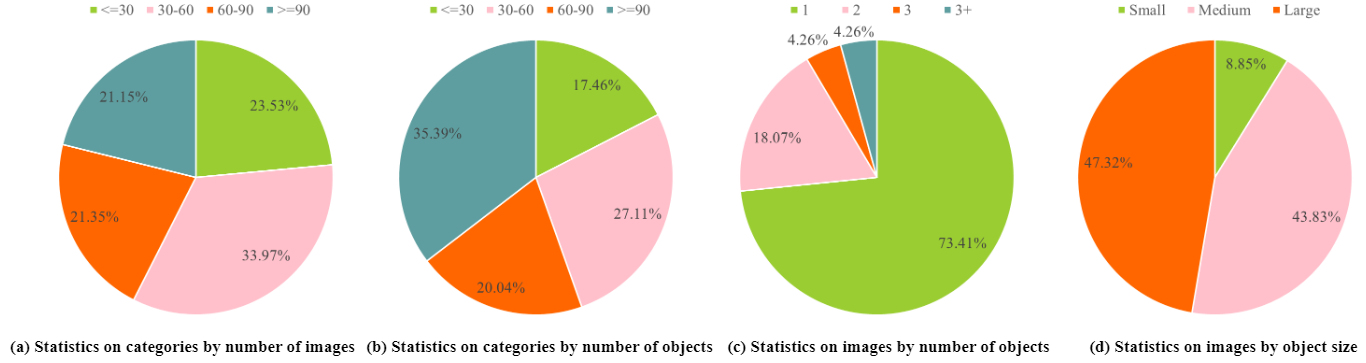 <=30 30-60 60-90 >=90
23.53%
33.97%
21.35%
21.15%
(a) Statistics on categories by number of images
<=30 30-60 60-90 >=90
17.46%
27.11%
20.04%
35.39%
(b) Statistics on categories by number of objects
1 2 3 3+
73.41%
18.07%
4.26%
4.26%
(c) Statistics on images by number of objects
Small Medium Large
8.85%
43.83%
47.32%
(d) Statistics on images by object size